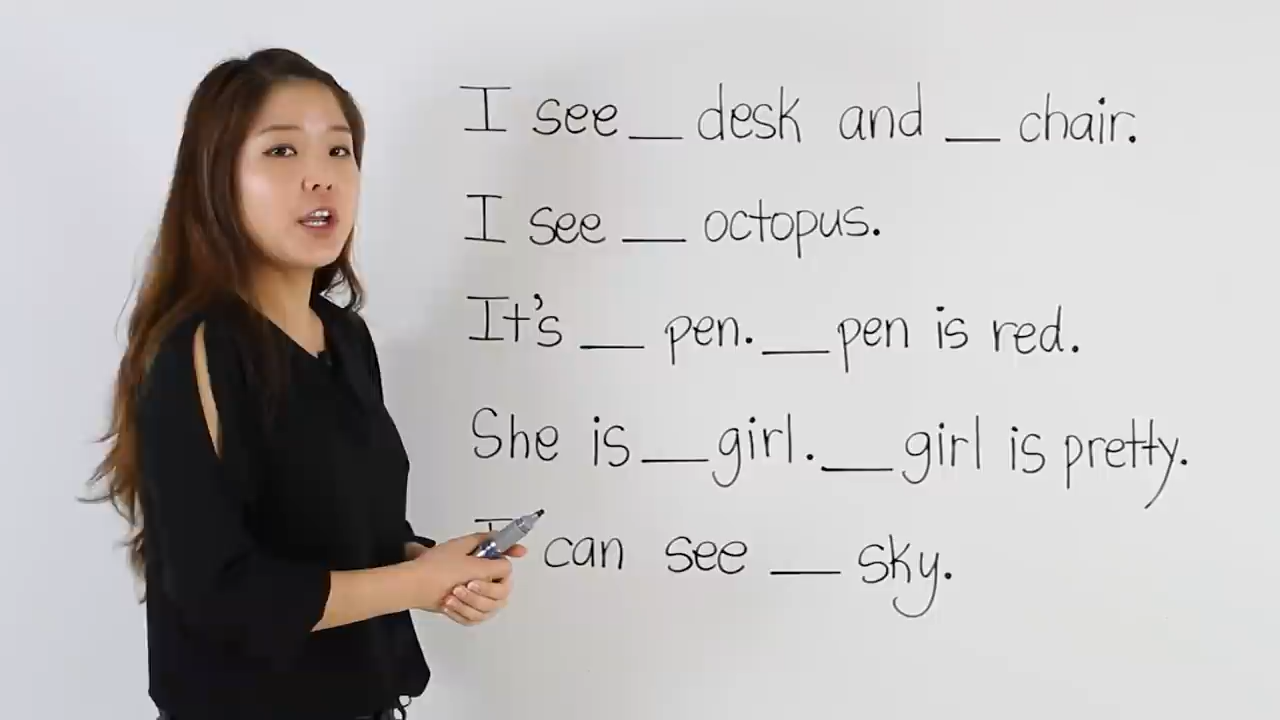 I see __ desk and __ chair.
I see __ octopus.
It's __ pen. __ pen is red.
She is __ girl. __ girl is pretty.
I can see __ sky.